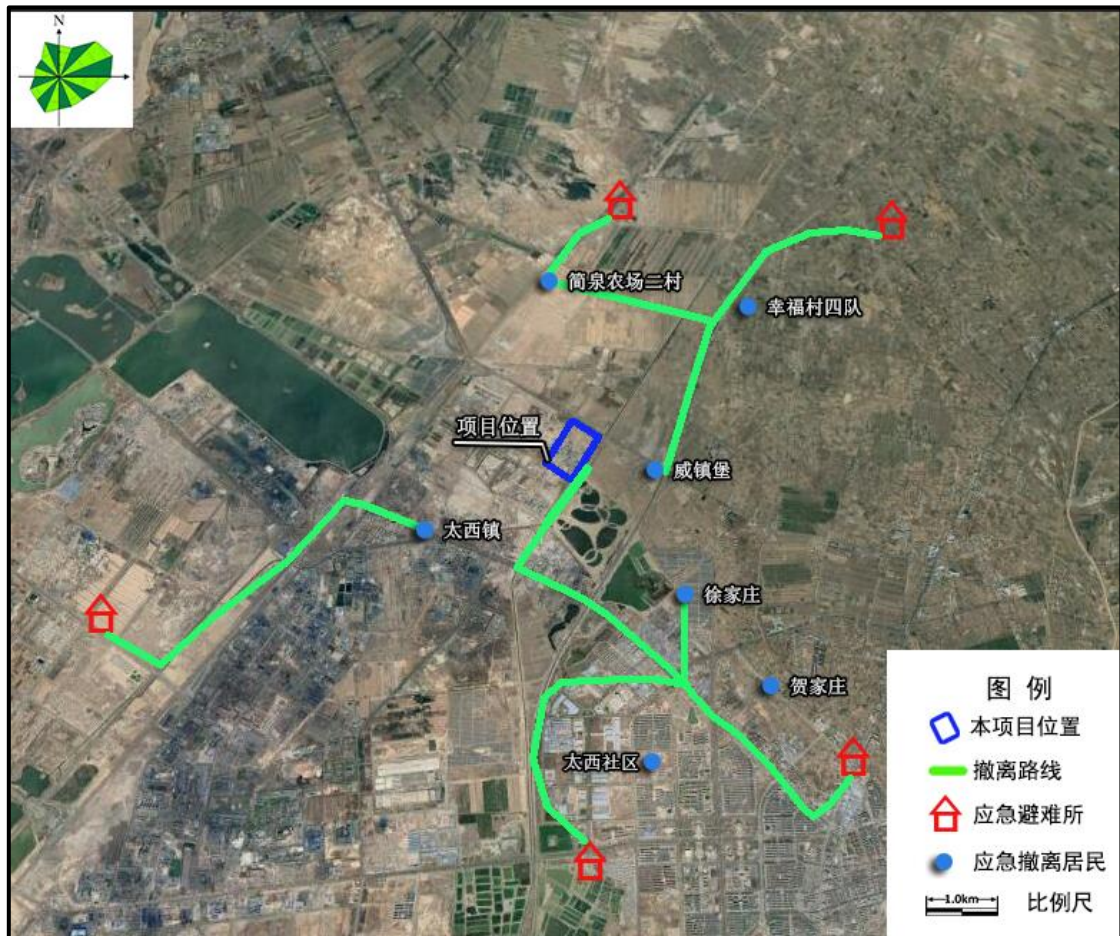 N
简泉农场二村
幸福村四队
项目位置
威镇堡
太西镇
徐家庄
贺家庄
太西社区
图 例
本项目位置
撤离路线
应急避难所
应急撤离居民
1.0km
比例尺